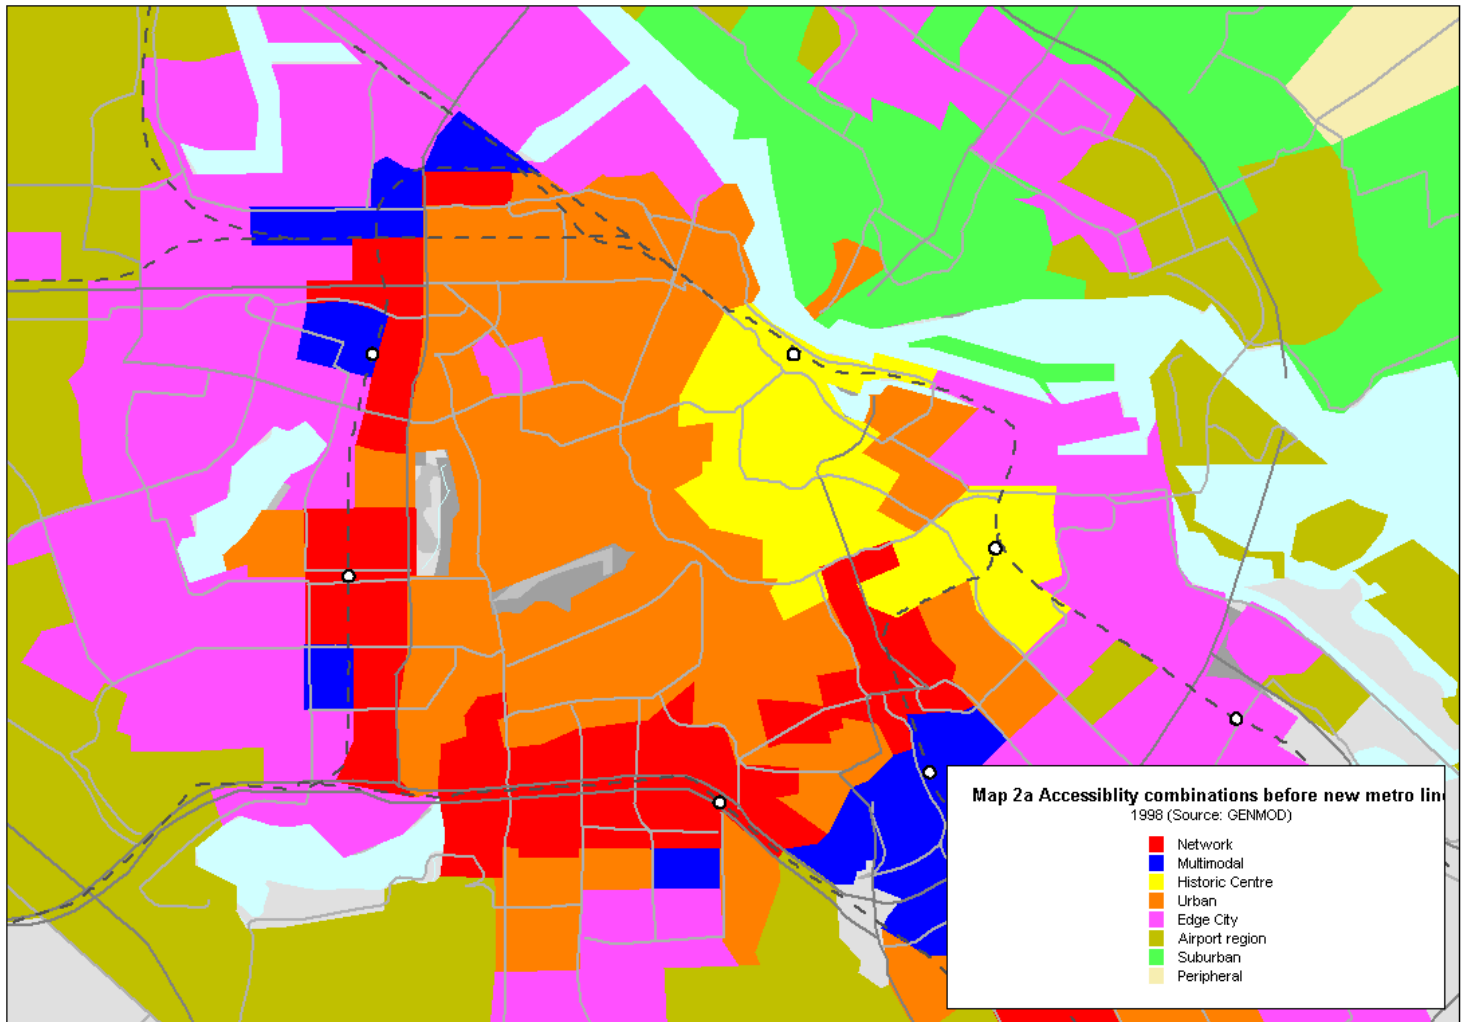 Map 2a Accessiblity combinations before new metro line
1998 (Source: GENMOD)
Network
Multimodal
Historic Centre
Urban
Edge City
Airport region
Suburban
Peripheral